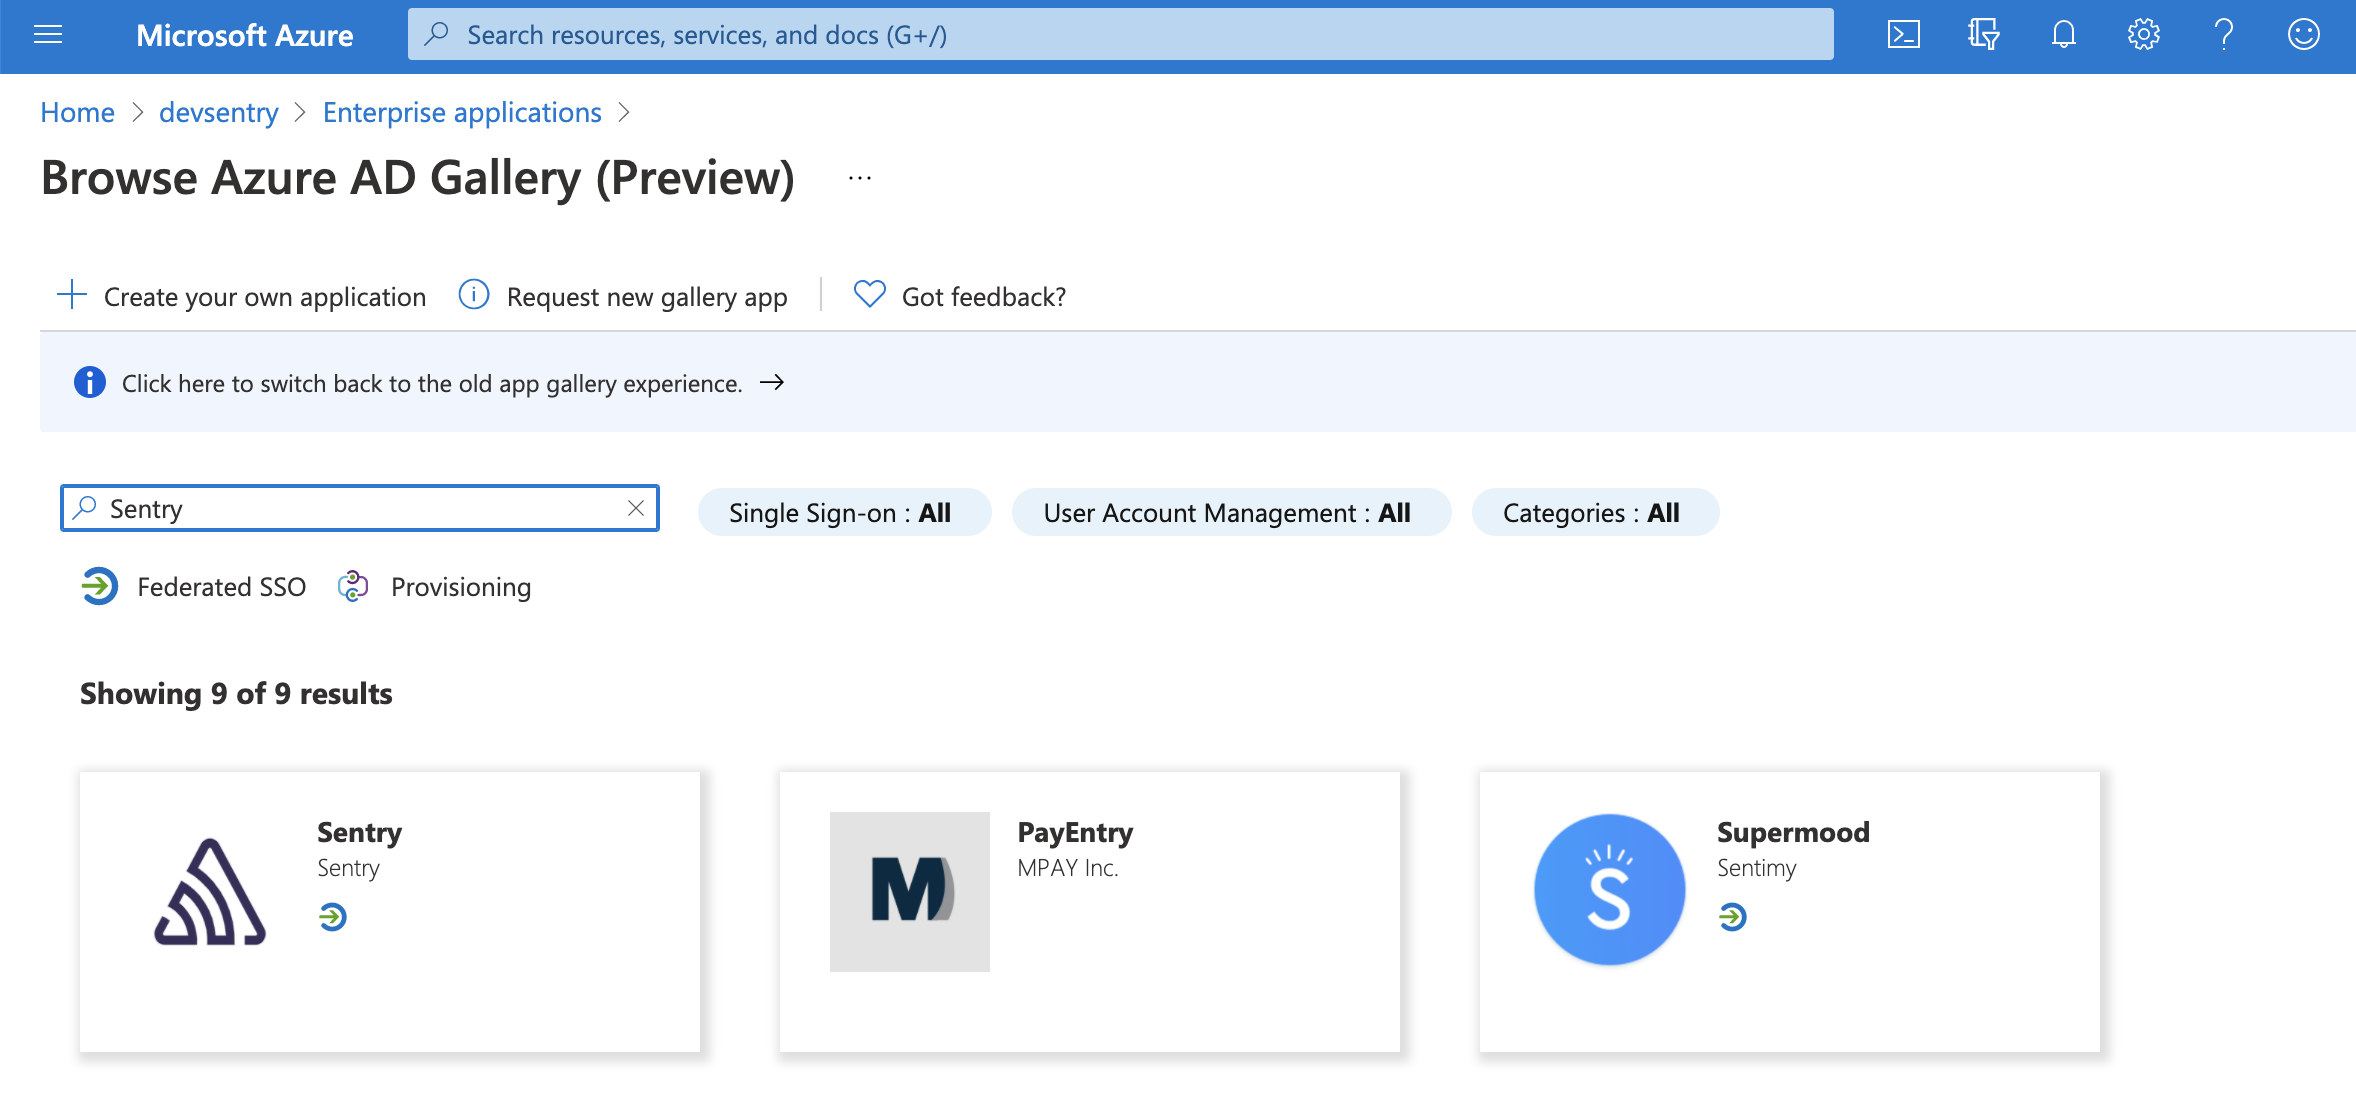 Microsoft Azure
Search resources, services, and docs (G+/)
Home > devsentry > Enterprise applications >
Browse Azure AD Gallery (Preview) ...
Create your own application
Request new gallery app
Got feedback?
Click here to switch back to the old app gallery experience. →
Sentry
Single Sign-on : All
User Account Management : All
Categories : All
Federated SSO
Provisioning
Showing 9 of 9 results
Sentry
Sentry
M
PayEntry
MPAY Inc.
S
Supermood
Sentimy